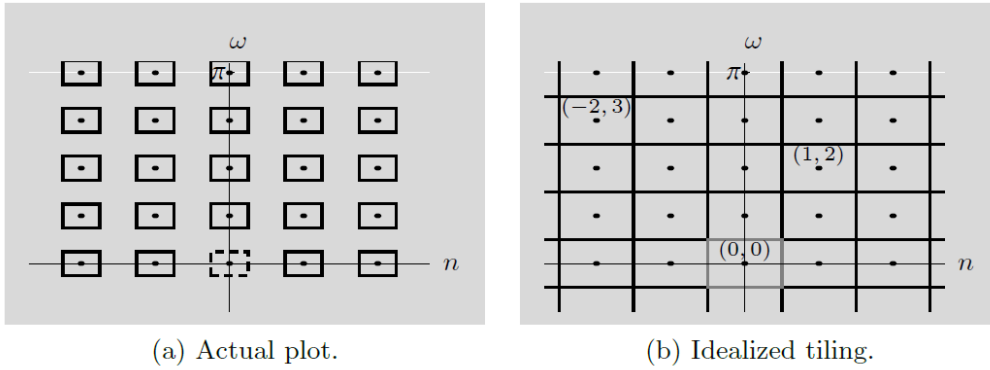 ω
π
n
(a) Actual plot.
ω
π
(−2, 3)
(1, 2)
(0, 0)
n
(b) Idealized tiling.